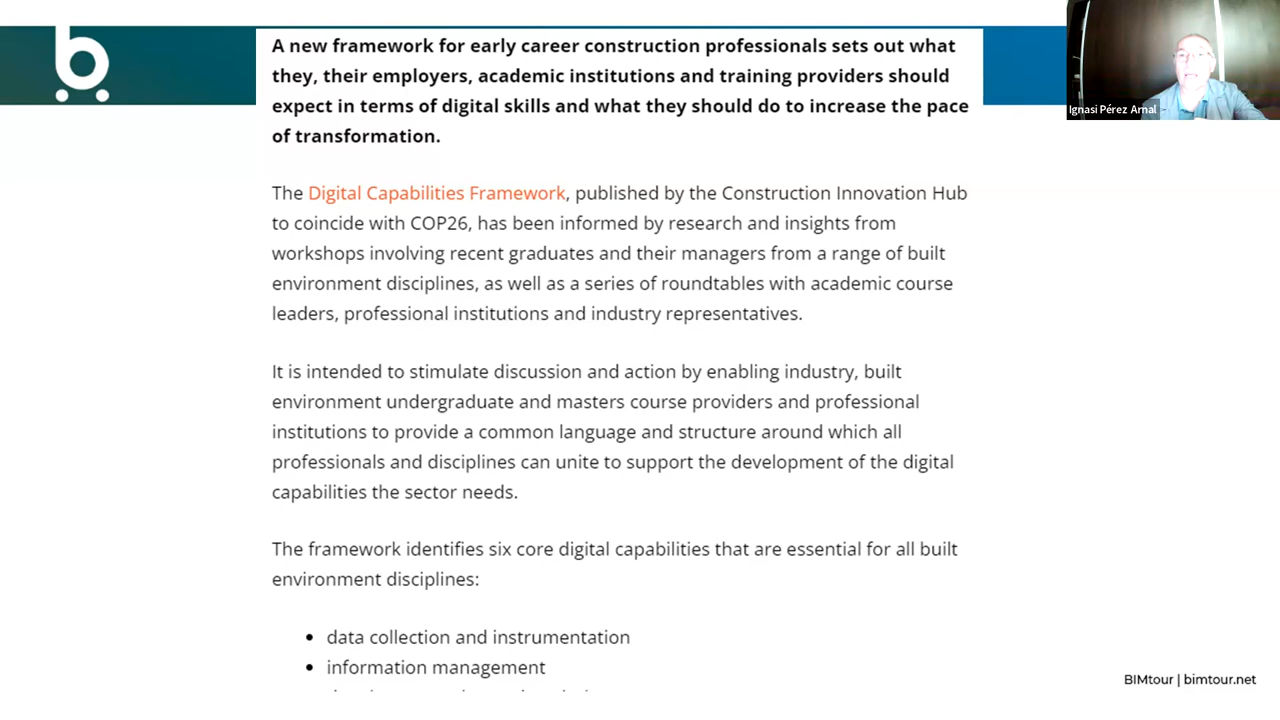 A new framework for early career construction professionals sets out what
they, their employers, academic institutions and training providers should
expect in terms of digital skills and what they should do to increase the pace
of transformation.
Ignasi Pérez Arnal
The Digital Capabilities Framework, published by the Construction Innovation Hub
to coincide with COP26, has been informed by research and insights from
workshops involving recent graduates and their managers from a range of built
environment disciplines, as well as a series of roundtables with academic course
leaders, professional institutions and industry representatives.
It is intended to stimulate discussion and action by enabling industry, built
environment undergraduate and masters course providers and professional
institutions to provide a common language and structure around which all
professionals and disciplines can unite to support the development of the digital
capabilities the sector needs.
The framework identifies six core digital capabilities that are essential for all built
environment disciplines:
• data collection and instrumentation
• information management
BIMtour | bimtour.net